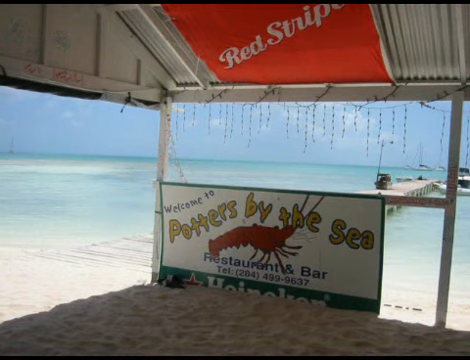 Red Stripe
Welcome to
Potters by the Sea
Restaurant & Bar
Tel: (284) 499-9637
Heineken